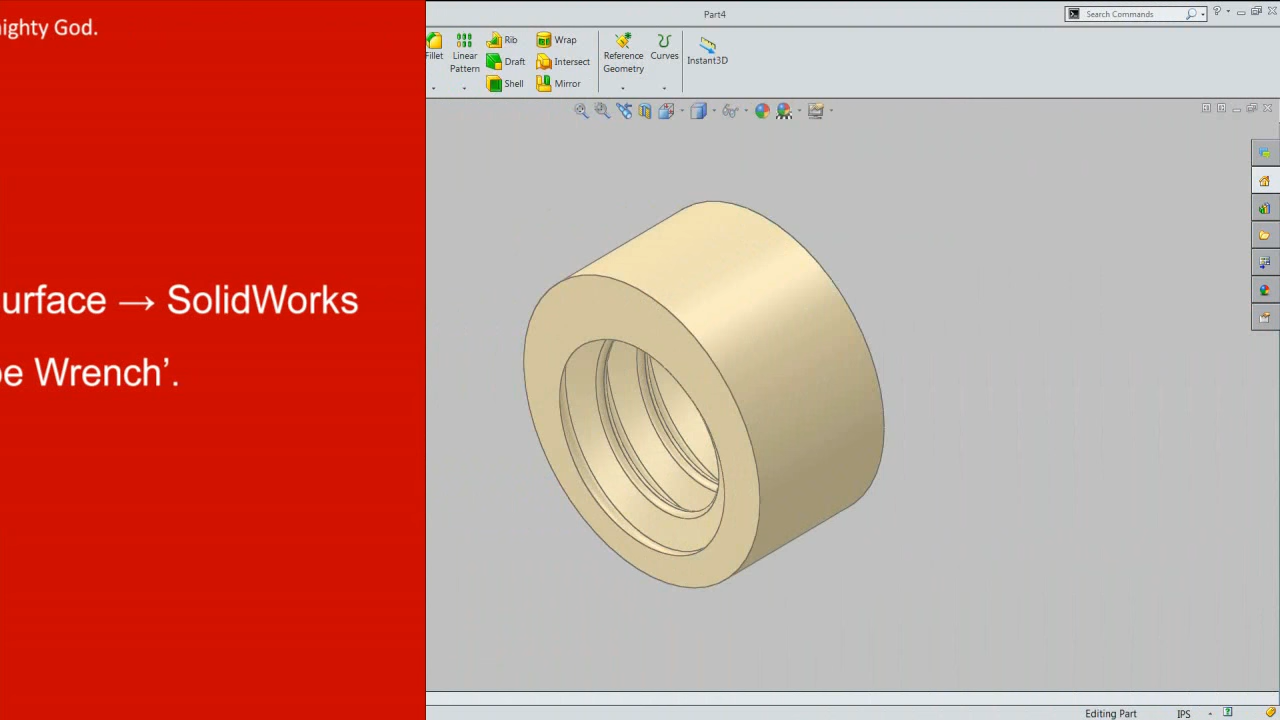 ighty God.
urface → SolidWorks
e Wrench’.
Part4
Search Commands
Fillet
Linear
Pattern
Rib
Draft
Shell
Wrap
Intersect
Mirror
Reference
Geometry
Curves
Instant3D
Editing Part
IPS